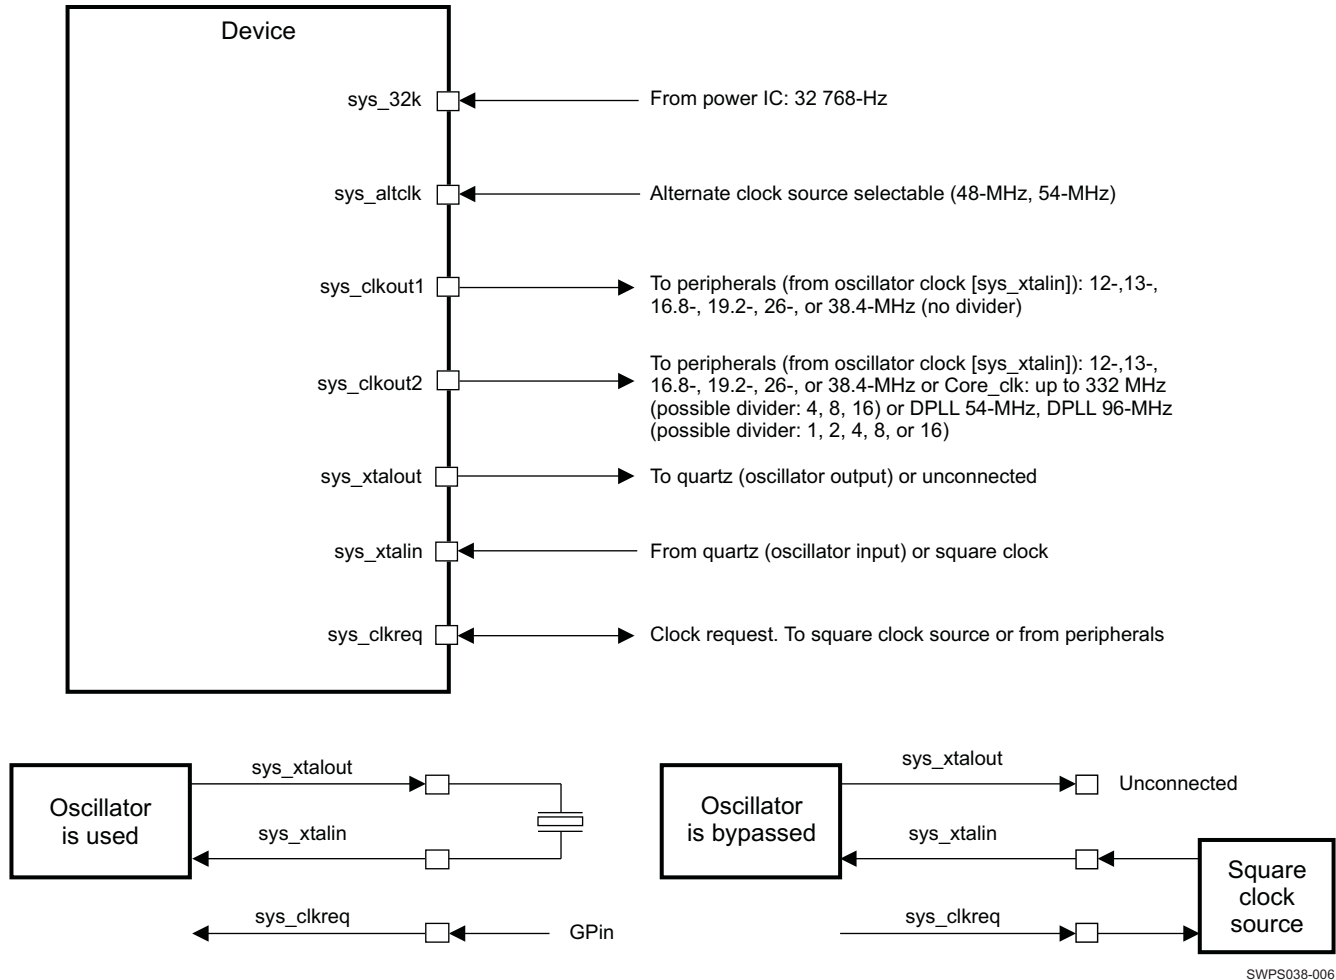 Device
sys_32k
From power IC: 32 768-Hz
sys_altclk
Alternate clock source selectable (48-MHz, 54-MHz)
sys_clkout1
To peripherals (from oscillator clock [sys_xtalin]): 12-,13-,
16.8-, 19.2-, 26-, or 38.4-MHz (no divider)
sys_clkout2
To peripherals (from oscillator clock [sys_xtalin]): 12-,13-,
16.8-, 19.2-, 26-, or 38.4-MHz or Core_clk: up to 332 MHz
(possible divider: 4, 8, 16) or DPLL 54-MHz, DPLL 96-MHz
(possible divider: 1, 2, 4, 8, or 16)
sys_xtalout
To quartz (oscillator output) or unconnected
sys_xtalin
From quartz (oscillator input) or square clock
sys_clkreq
Clock request. To square clock source or from peripherals
Oscillator
is used
sys_xtalout
sys_xtalin
sys_clkreq
GPin
Oscillator
is bypassed
sys_xtalout
Unconnected
sys_xtalin
sys_clkreq
Square
clock
source
SWPS038-006